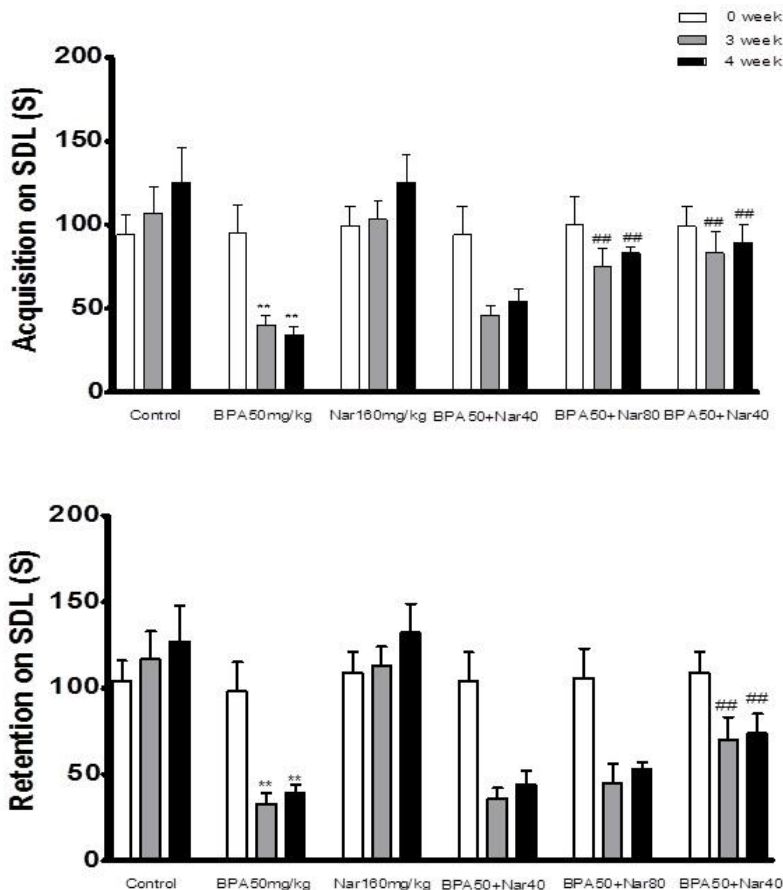 0 week
3 week
4 week
Acquisition on SDL (S)
200
150
100
50
0
** **
## ##
## ##
Control BPA50mg/kg Nar160mg/kg BPA50+Nar40 BPA50+Nar80 BPA50+Nar40
Retention on SDL (S)
200
150
100
50
0
** **
## ##
Control BPA50mg/kg Nar160mg/kg BPA50+Nar40 BPA50+Nar80 BPA50+Nar40